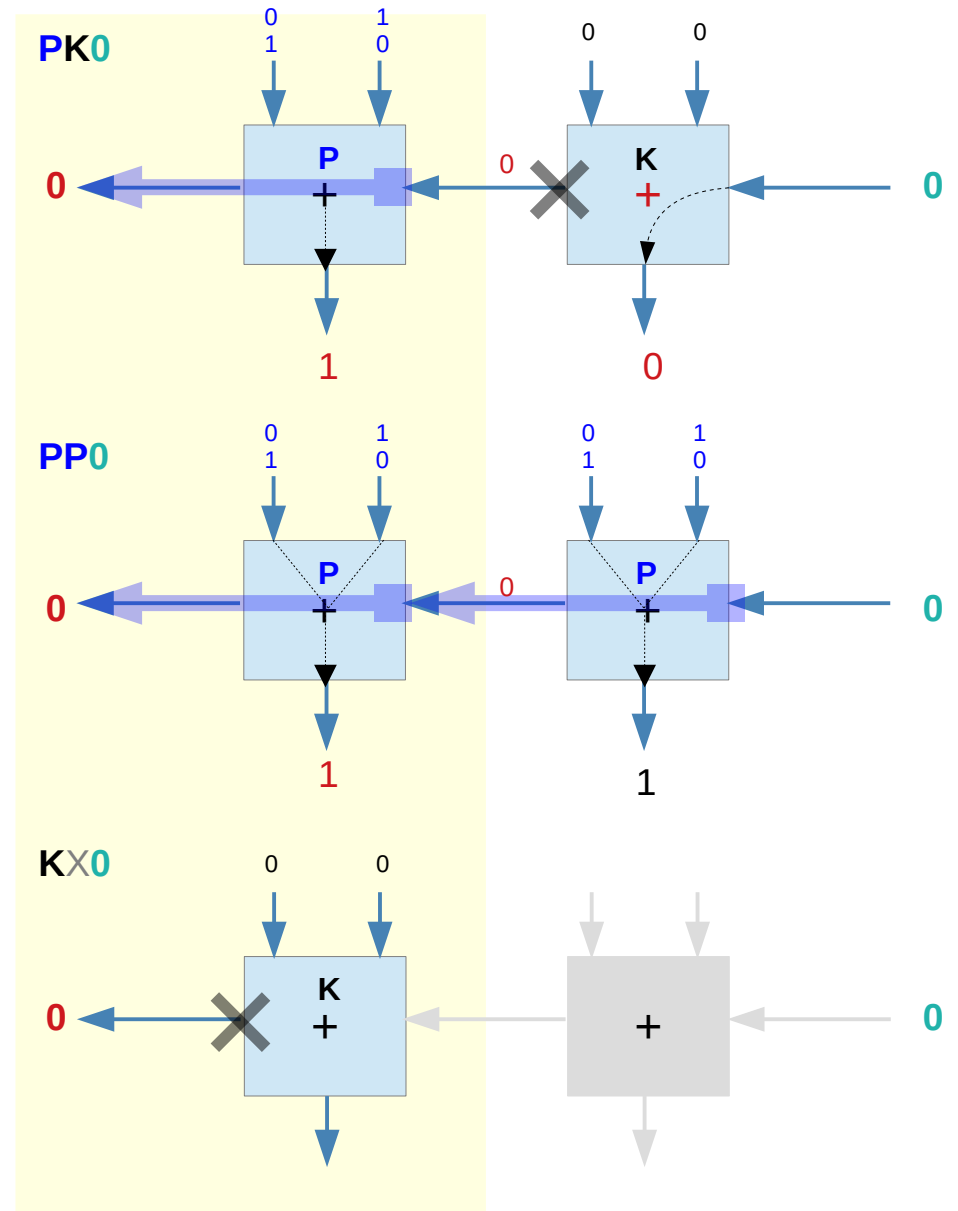 0 1
PK0 1 0 0 0
P K
0 + 0 + 0
1 0
0 1 0 1
PP0 1 0 1 0
P P
0 + 0 + 0
1 1
KX0 0 0
K
0 + + 0